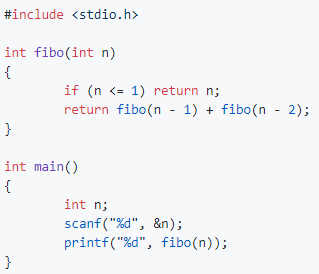 #include <stdio.h>
int fibo(int n)
{
if (n <= 1) return n;
return fibo(n - 1) + fibo(n - 2);
}
int main()
{
int n;
scanf("%d", &n);
printf("%d", fibo(n));
}